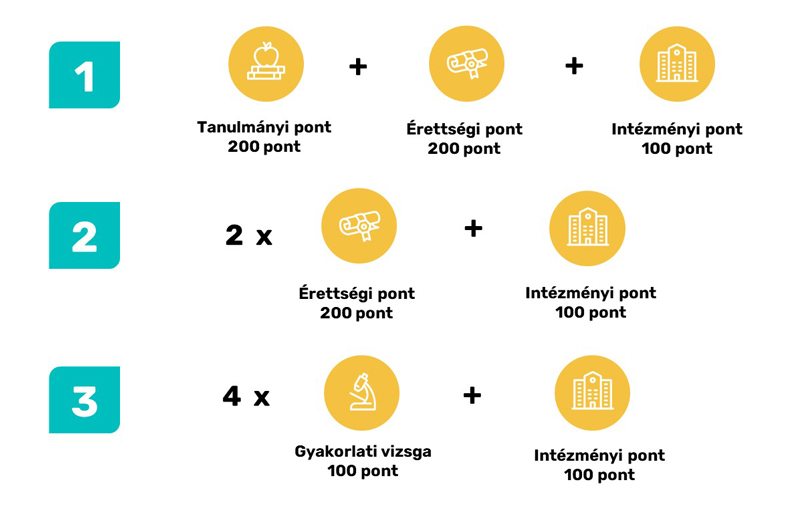 1
+
+
Tanulmányi pont
200 pont
Érettségi pont
200 pont
Intézményi pont
100 pont
2
2 x
+
Érettségi pont
200 pont
Intézményi pont
100 pont
3
4 x
+
Gyakorlati vizsga
100 pont
Intézményi pont
100 pont